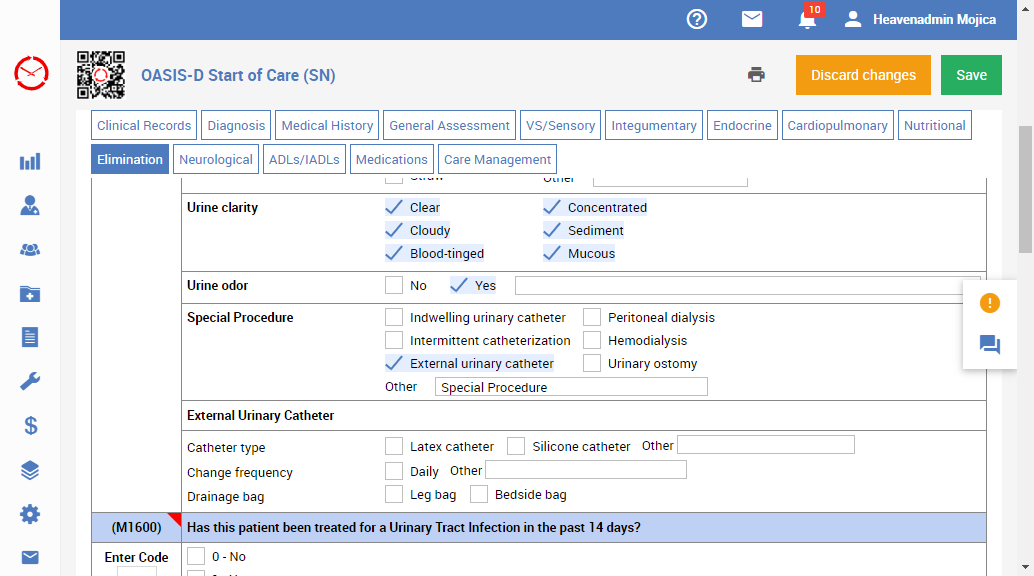 10
Heavenadmin Mojica
OASIS-D Start of Care (SN)
Discard changes
Save
Clinical Records
Diagnosis
Medical History
General Assessment
VS/Sensory
Integumentary
Endocrine
Cardiopulmonary
Nutritional
Elimination
Neurological
ADLs/IADLs
Medications
Care Management
Straw
Other
Urine clarity
Clear
Concentrated
Cloudy
Sediment
Blood-tinged
Mucous
Urine odor
No
Yes
Special Procedure
Indwelling urinary catheter
Peritoneal dialysis
Intermittent catheterization
Hemodialysis
External urinary catheter
Urinary ostomy
Other
Special Procedure
External Urinary Catheter
Catheter type
Latex catheter
Silicone catheter
Other
Change frequency
Daily
Other
Drainage bag
Leg bag
Bedside bag
(M1600)
Has this patient been treated for a Urinary Tract Infection in the past 14 days?
Enter Code
0 - No